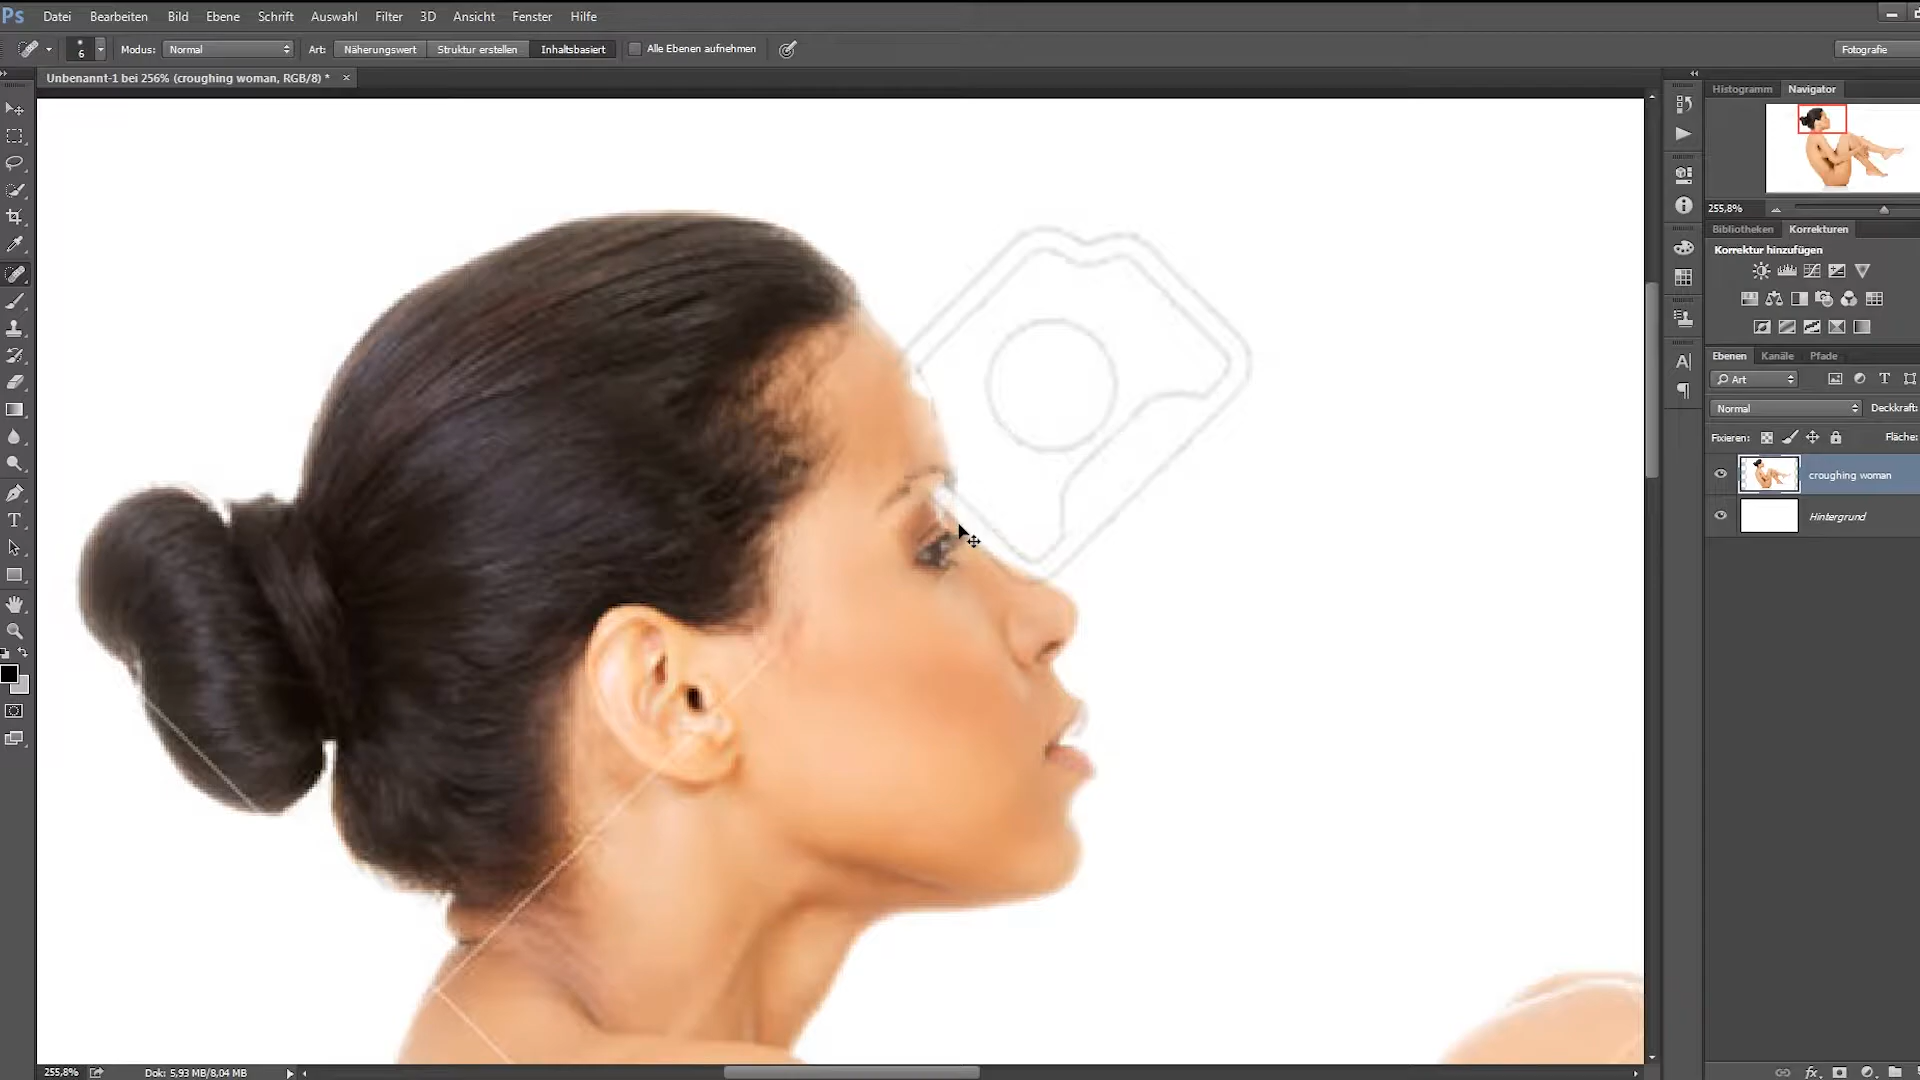 Ps Datei Bearbeiten Bild Ebene Schrift Auswahl Filter 3D Ansicht Fenster Hilfe
6 Modus: Normal Art: Näherungswert Struktur erstellen Inhaltsbasiert Alle Ebenen aufnehmen Fotografie
Unbenannt-1 bei 256% (croughing woman, RGB/8) * ×
Histogramm Navigator
255,8%
Bibliotheken Korrekturen
Korrektur hinzufügen
Ebenen Kanäle Pfade
Art
Normal Deckkraft:
Fixieren: Fläche:
croughing woman
Hintergrund
255,8% Dok: 5,93 MB/8,04 MB